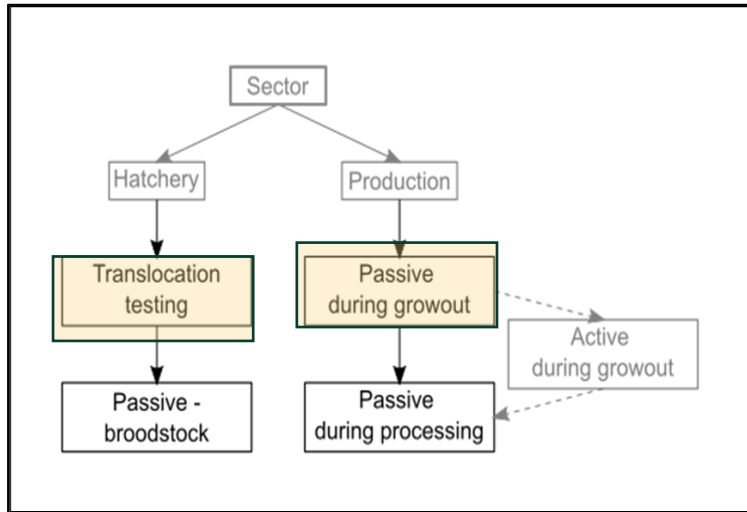 Sector
Hatchery
Production
Translocation
testing
Passive
during growout
Active
during growout
Passive -
broodstock
Passive
during processing